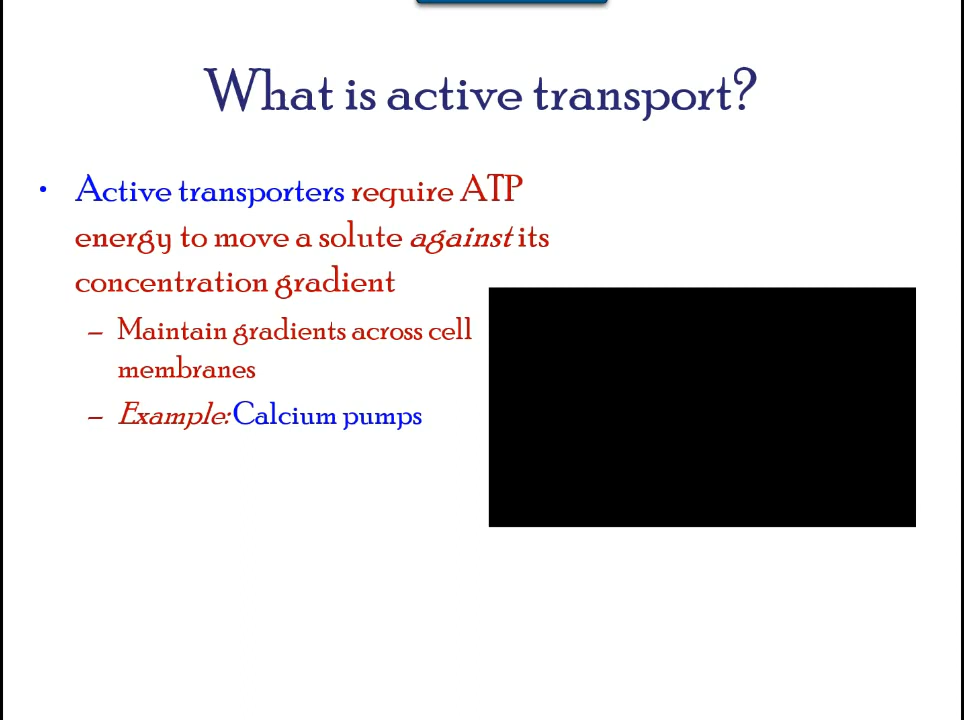 What is active transport?
• Active transporters require ATP
energy to move a solute against its
concentration gradient
– Maintain gradients across cell
membranes
– Example: Calcium pumps